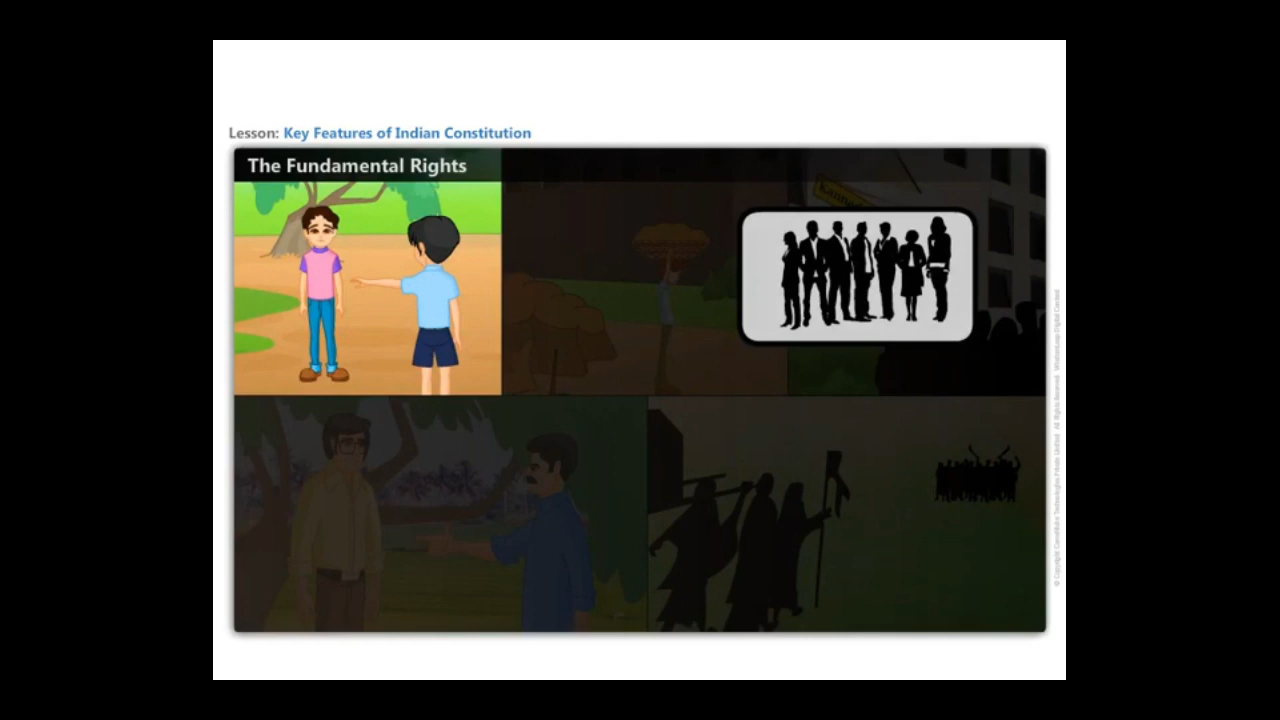 Lesson: Key Features of Indian Constitution
The Fundamental Rights